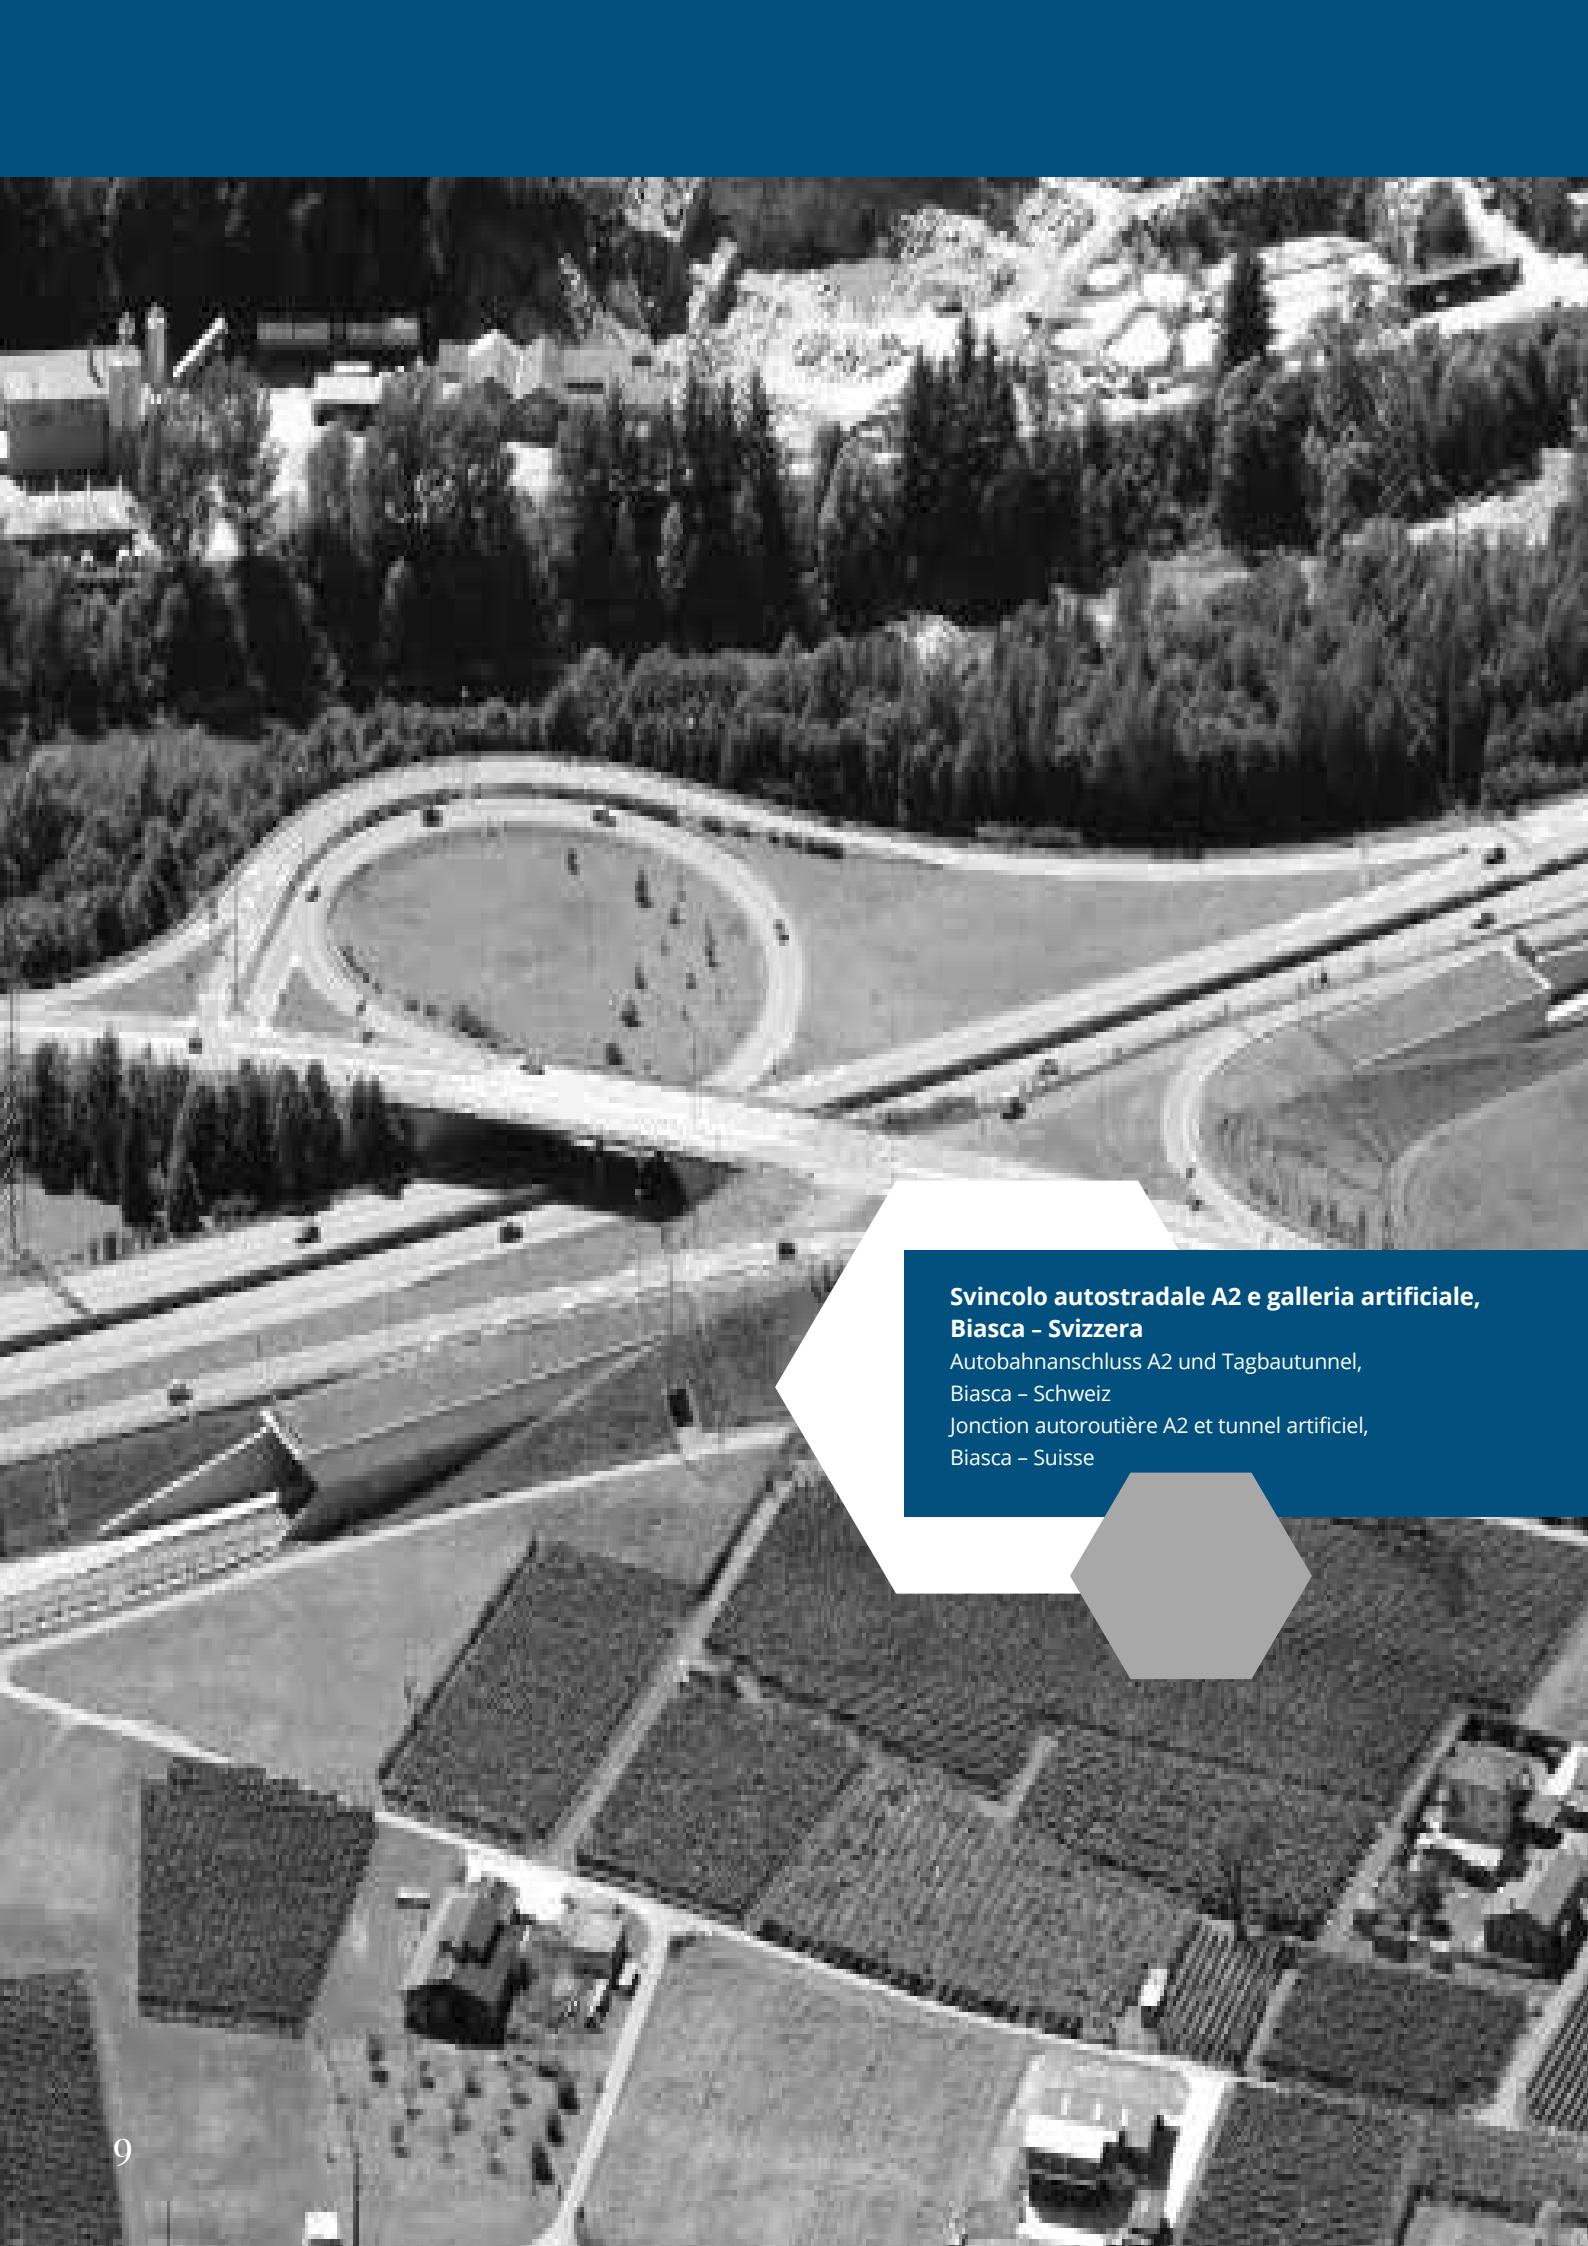 Svincolo autostradale A2 e galleria artificiale,
Biasca – Svizzera
Autobahnanschluss A2 und Tagbautunnel,
Biasca – Schweiz
Jonction autoroutière A2 et tunnel artificiel,
Biasca – Suisse
9